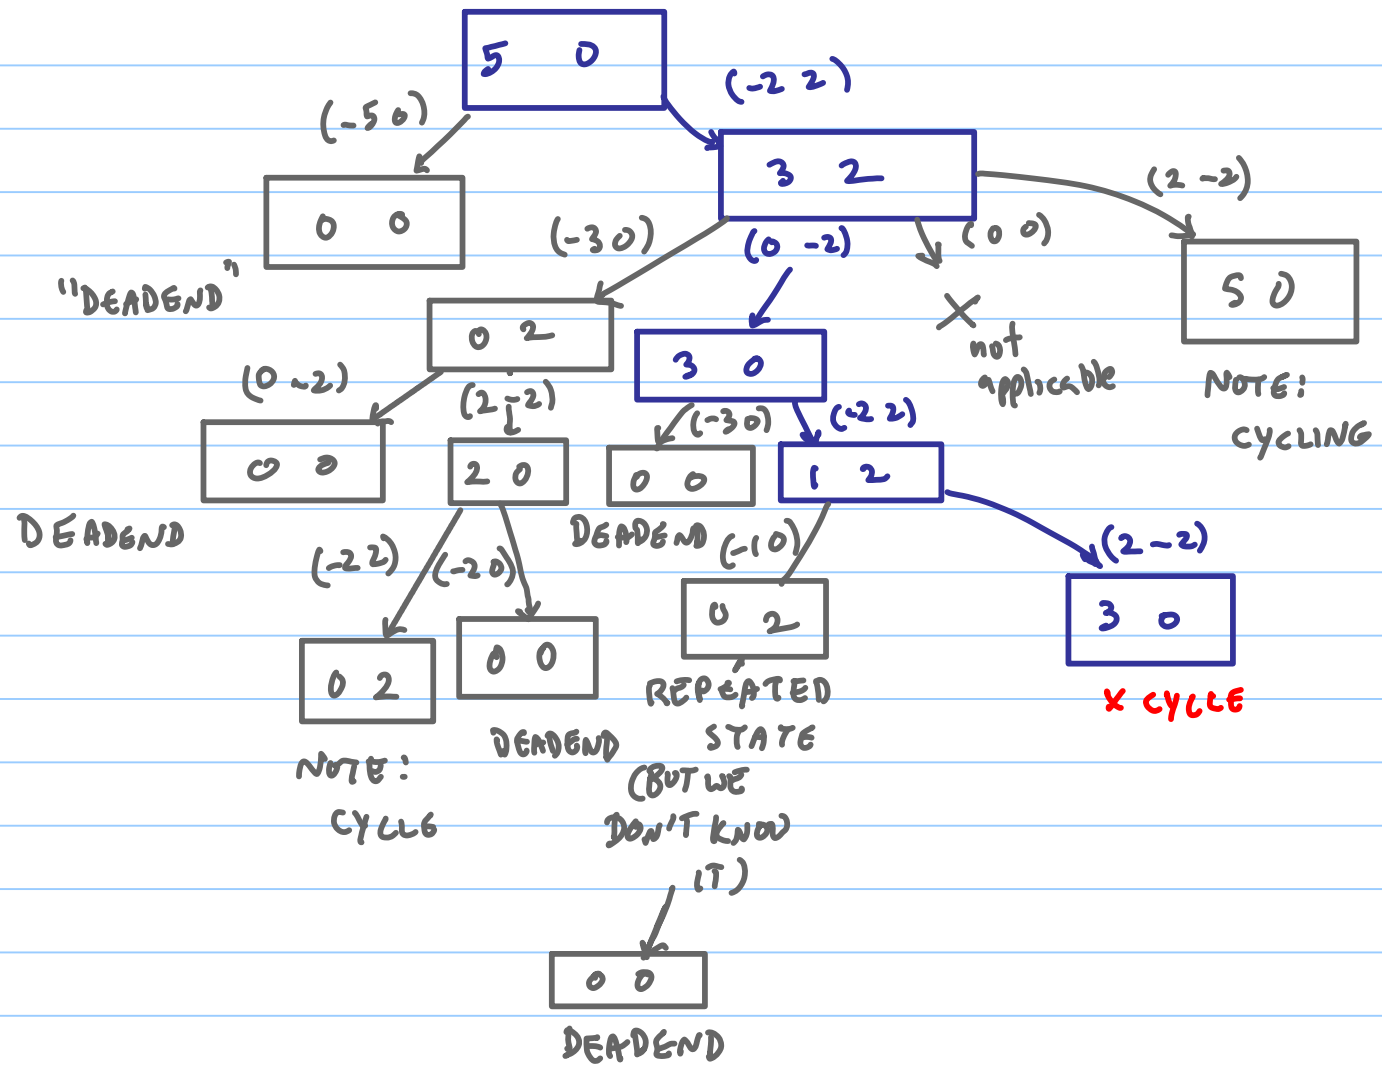 5 0
(-2 2)
(-5 0)
3 2
(2 -2)
0 0
(-3 0)
(0 -2)
(0 0)
"DEADEND"
5 0
0 2
3 0
not
applicable
NOTE:
CYCLING
(0 -2)
(2 -2)
(-3 0)
(-2 2)
0 0
2 0
0 0
1 2
DEADEND
DEADEND
(-2 2)
(-2 0)
(-1 0)
(2 -2)
0 2
3 0
0 2
0 0
REPEATED
STATE
(BUT WE
DON'T KNOW
IT)
X CYCLE
DEADEND
NOTE:
CYCLE
0 0
DEADEND